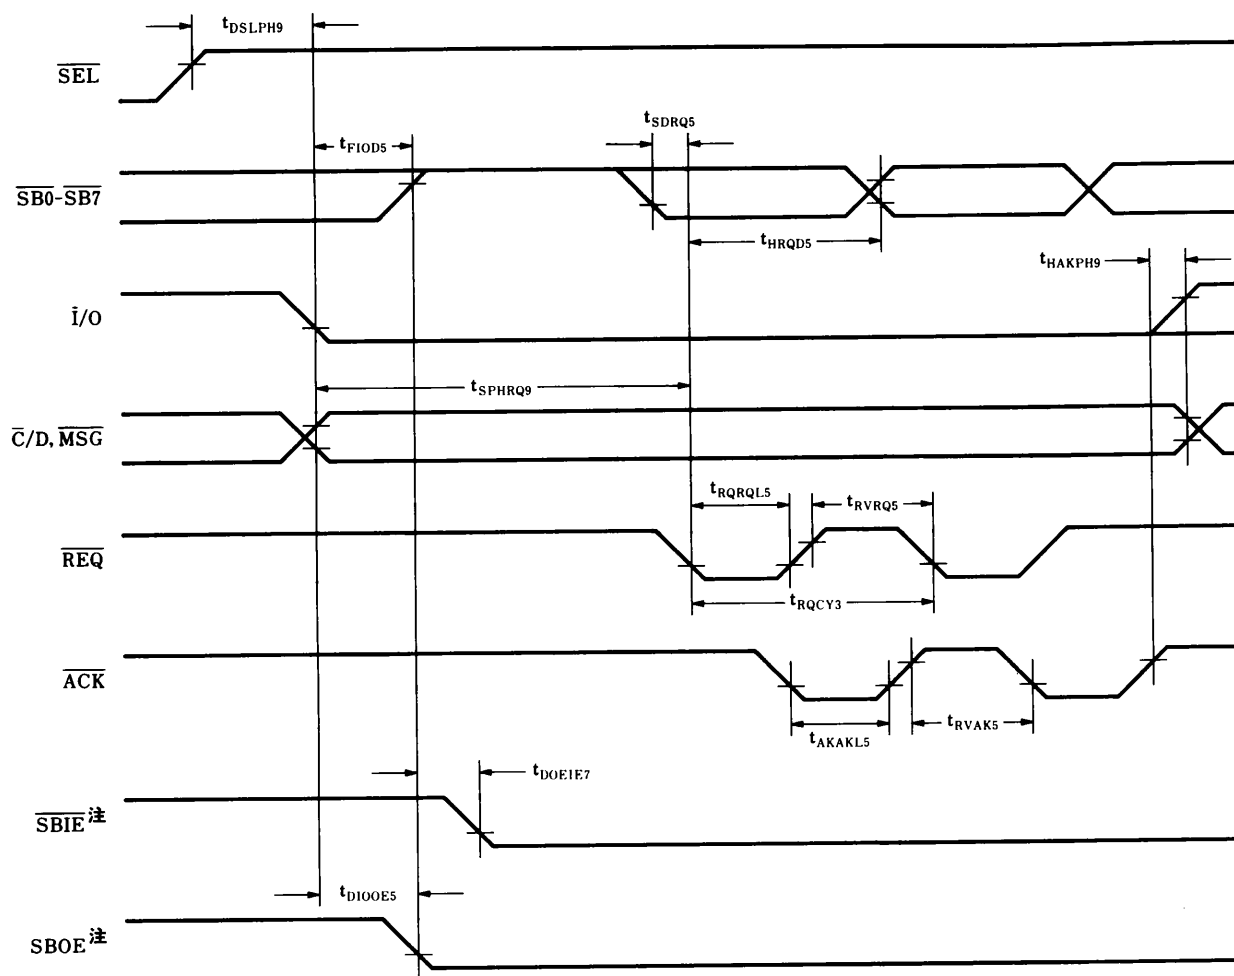 tDSLPH9
SEL
tSDRQ5
tFIOD5
SB0-SB7
tHRQD5
tHAKPH9
I/O
tSPHRQ9
C/D, MSG
tRQRQL5
tRVRQ5
REQ
tRQCY3
ACK
tRVAK5
tAKAKL5
tDOEIE7
SBIE注
tDIOOE5
SBOE注